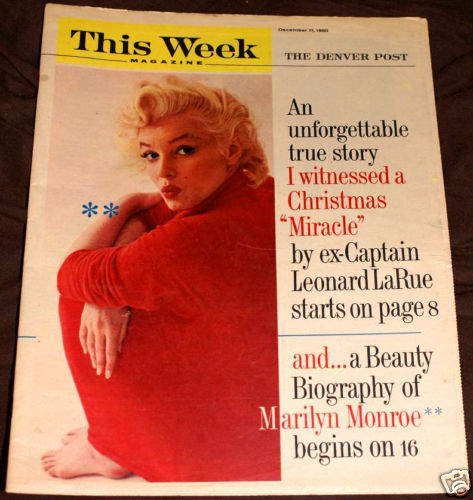 This Week
MAGAZINE
December 11, 1960
THE DENVER POST
An
unforgettable
true story
I witnessed a
Christmas
“Miracle”
by ex-Captain
Leonard LaRue
starts on page 8
**
and...a Beauty
Biography of
Marilyn Monroe**
begins on 16